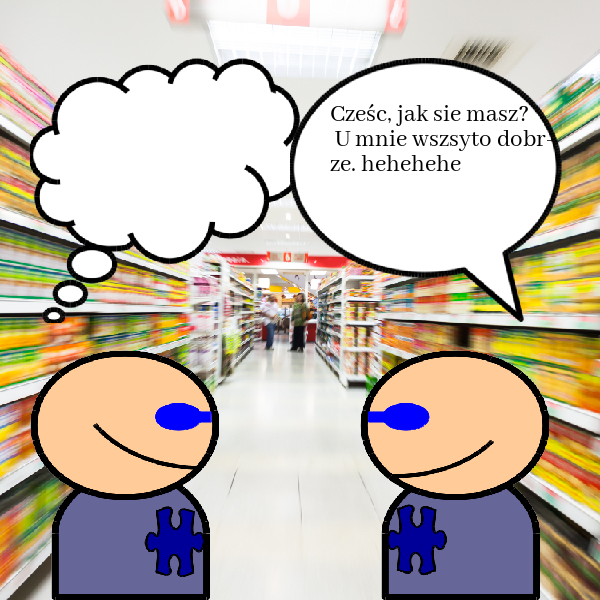 Cześc, jak sie masz?
U mnie wszsyto dobr-
ze. hehehehe